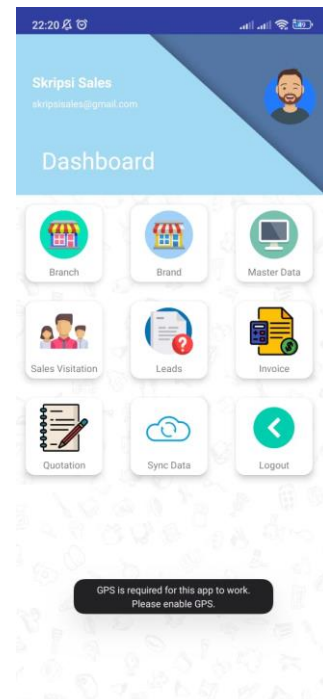 22:20
Skripsi Sales
skripsisales@gmail.com
Dashboard
Branch
Brand
Master Data
Sales Visitation
Leads
Invoice
Quotation
Sync Data
Logout
GPS is required for this app to work.
Please enable GPS.